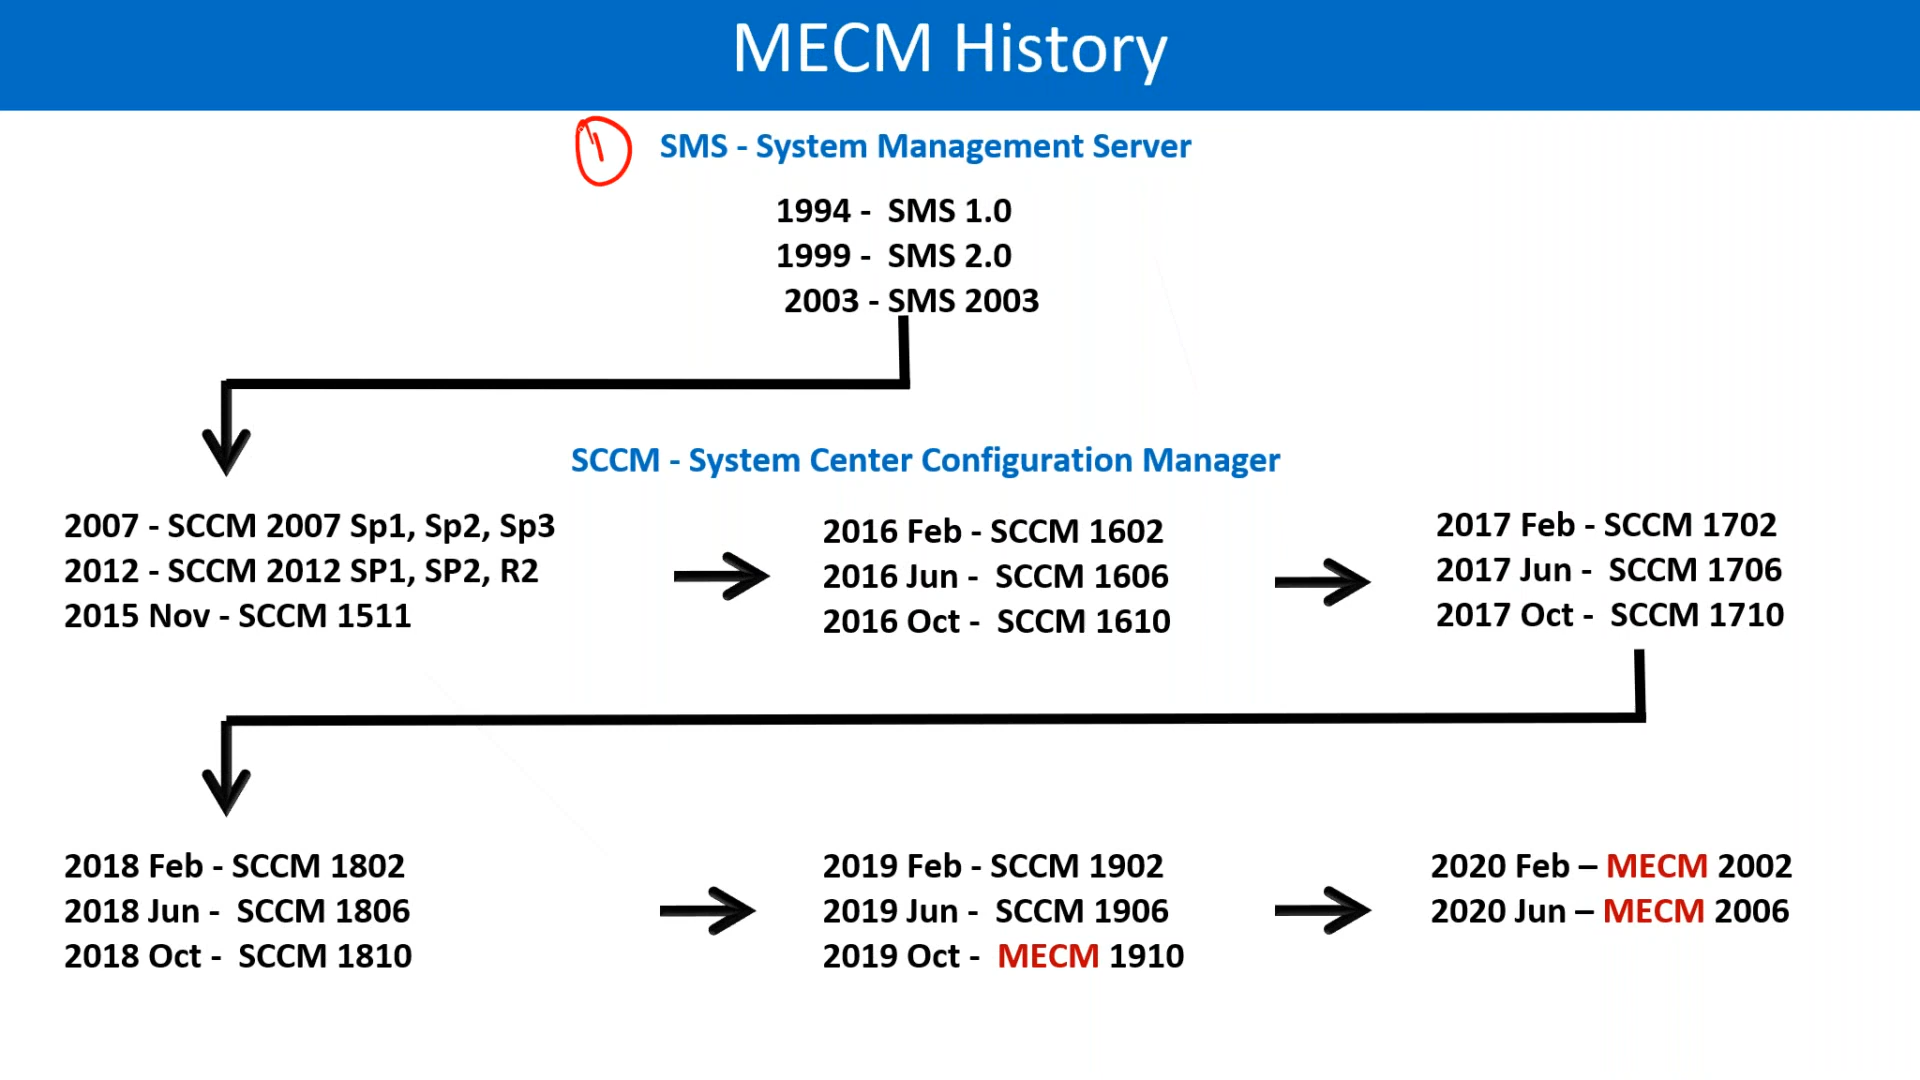 MECM History
1
SMS - System Management Server
1994 - SMS 1.0
1999 - SMS 2.0
2003 - SMS 2003
SCCM - System Center Configuration Manager
2007 - SCCM 2007 Sp1, Sp2, Sp3
2012 - SCCM 2012 SP1, SP2, R2
2015 Nov - SCCM 1511
2016 Feb - SCCM 1602
2016 Jun - SCCM 1606
2016 Oct - SCCM 1610
2017 Feb - SCCM 1702
2017 Jun - SCCM 1706
2017 Oct - SCCM 1710
2018 Feb - SCCM 1802
2018 Jun - SCCM 1806
2018 Oct - SCCM 1810
2019 Feb - SCCM 1902
2019 Jun - SCCM 1906
2019 Oct - MECM 1910
2020 Feb – MECM 2002
2020 Jun – MECM 2006